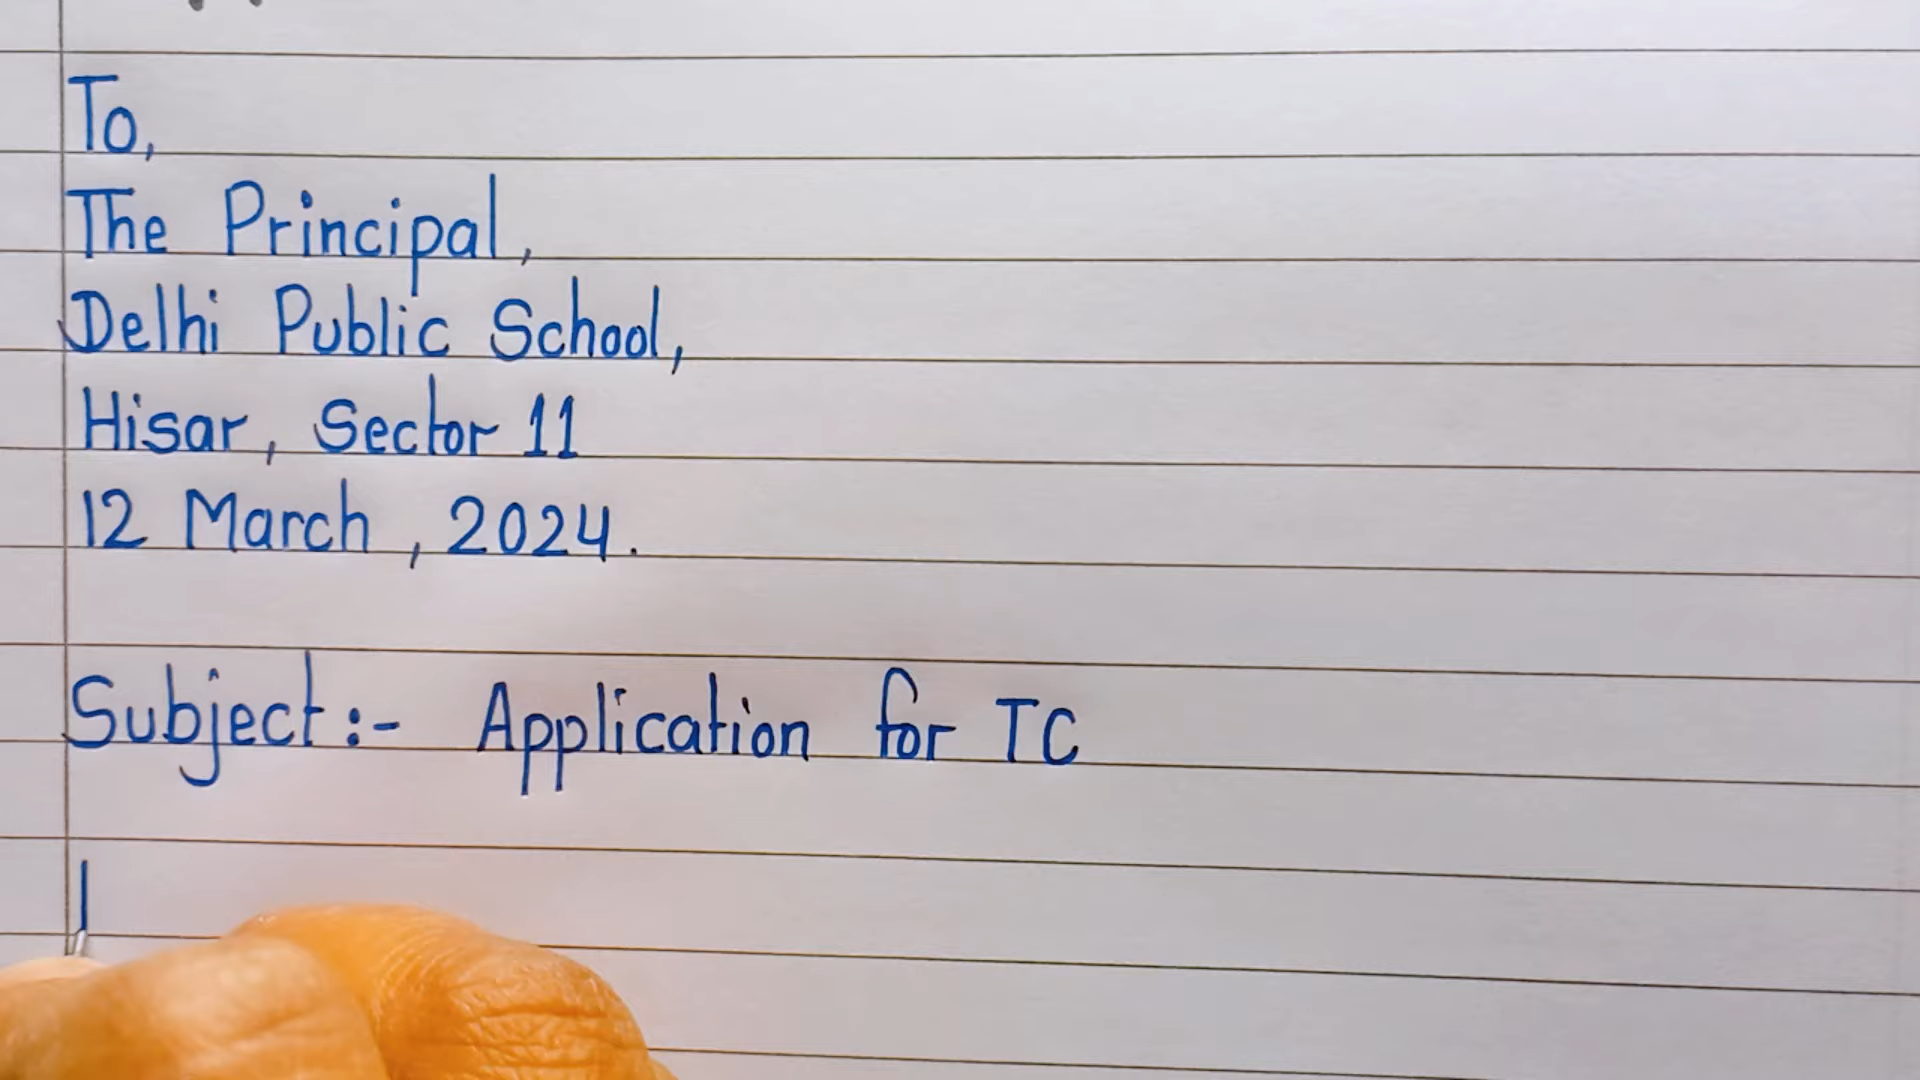 To,
The Principal,
Delhi Public School,
Hisar, Sector 11
12 March, 2024.
Subject:- Application for TC